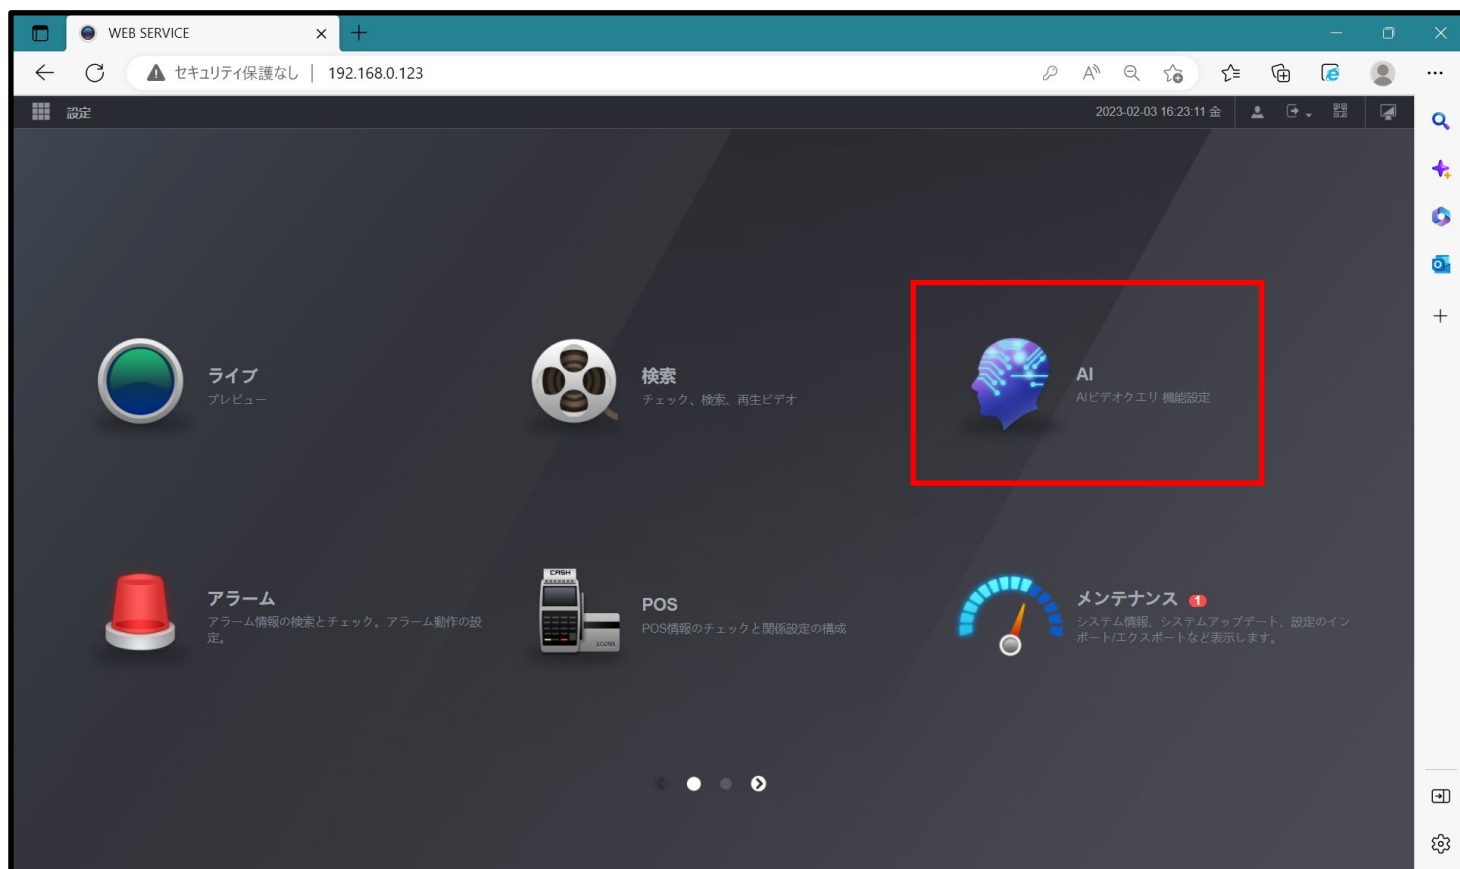 WEB SERVICE
セキュリティ保護なし | 192.168.0.123
設定
2023-02-03 16:23:11 金
ライブ
プレビュー
検索
チェック、検索、再生ビデオ
AI
AIビデオクエリ 機能設定
アラーム
アラーム情報の検索とチェック。アラーム動作の設
定。
CASH
POS
POS情報のチェックと関係設定の構成
メンテナンス 1
システム情報、システムアップデート、設定のイン
ポート/エクスポートなど表示します。